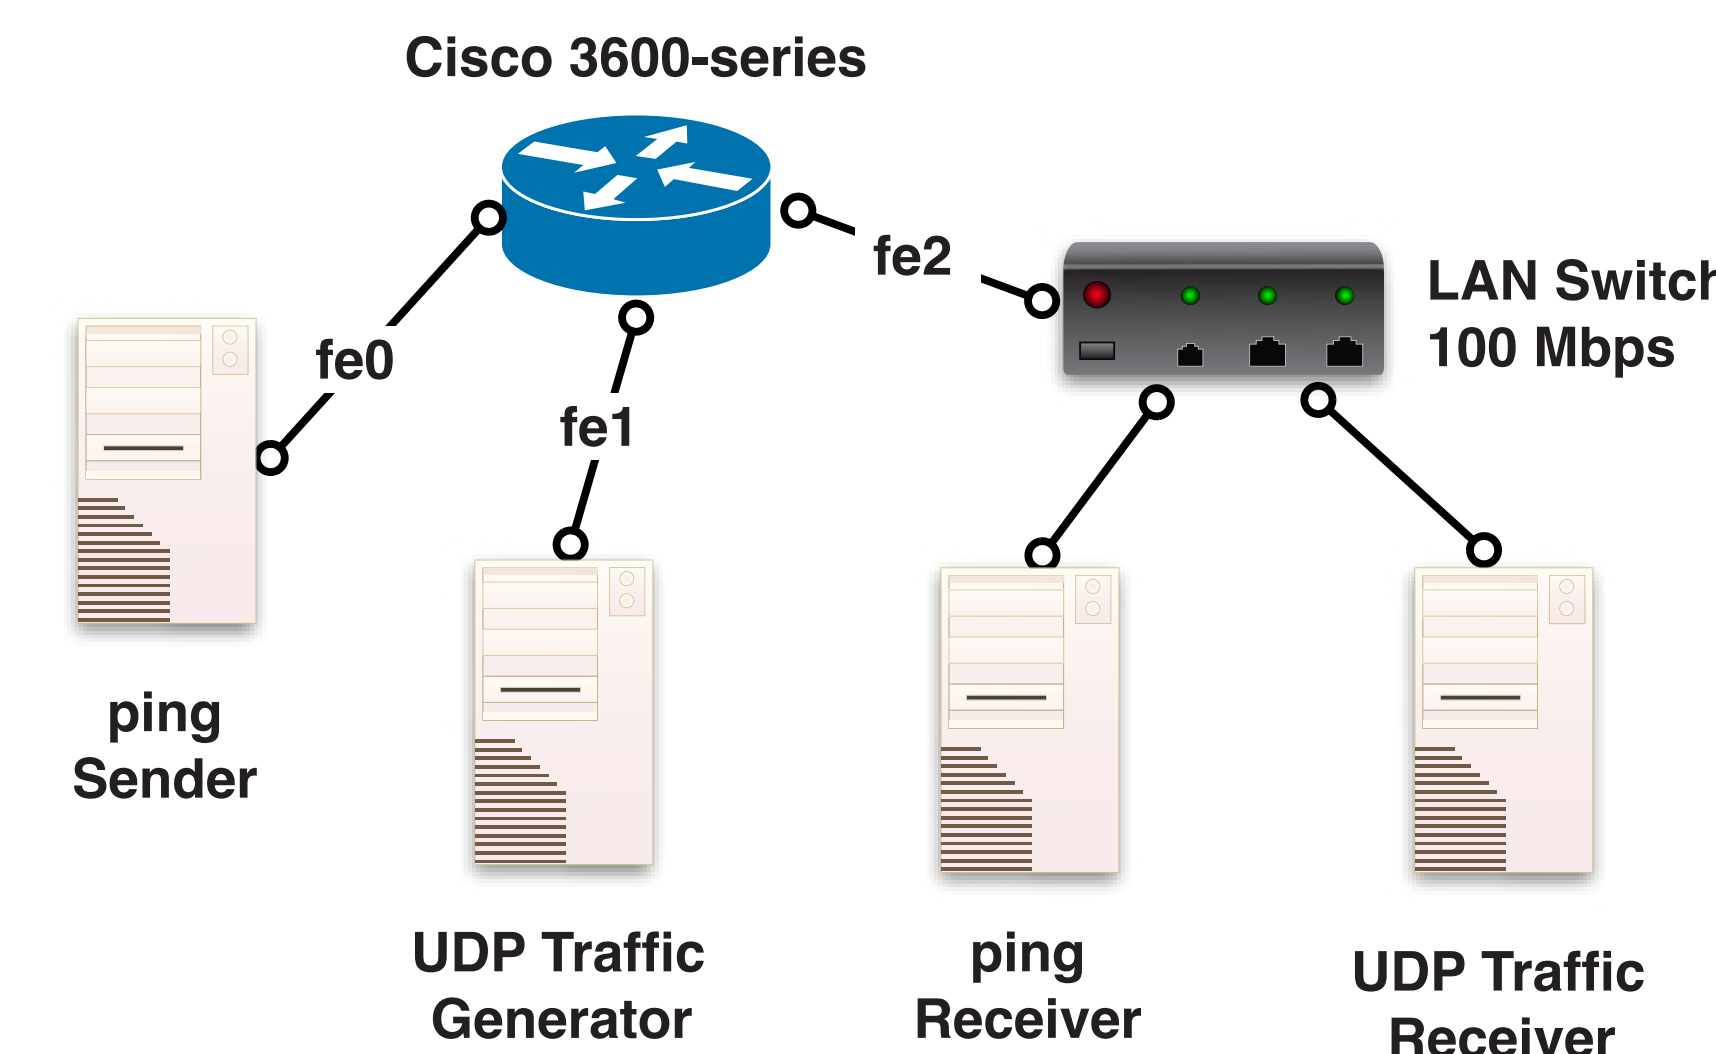 Cisco 3600-series
fe2
LAN Switch
100 Mbps
fe0
fe1
ping
Sender
UDP Traffic
Generator
ping
Receiver
UDP Traffic
Receiver